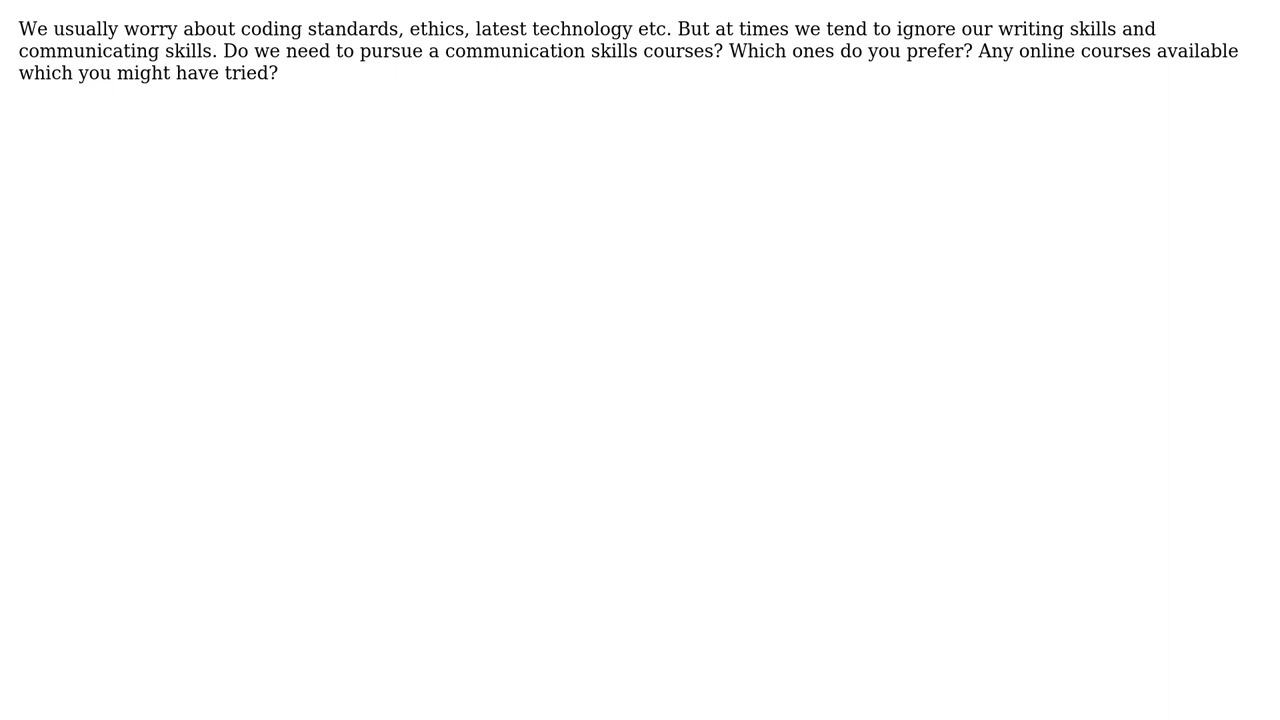 We usually worry about coding standards, ethics, latest technology etc. But at times we tend to ignore our writing skills and
communicating skills. Do we need to pursue a communication skills courses? Which ones do you prefer? Any online courses available
which you might have tried?